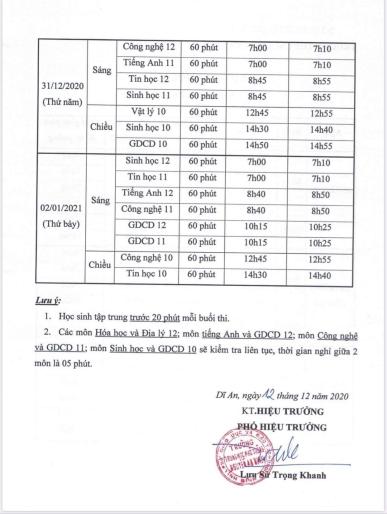 Công nghệ 12 60 phút 7h00 7h10
Tiếng Anh 11 60 phút 7h00 7h10
Sáng Tin học 12 60 phút 8h45 8h55
31/12/2020 Sinh học 11 60 phút 8h45 8h55
(Thứ năm) Vật lý 10 60 phút 12h45 12h55
Chiều Sinh học 10 60 phút 14h30 14h40
GDCD 10 60 phút 14h50 14h55
Sinh học 12 60 phút 7h00 7h10
Tin học 11 60 phút 7h00 7h10
Sáng Tiếng Anh 12 60 phút 8h40 8h50
02/01/2021 Công nghệ 11 60 phút 8h40 8h50
(Thứ bảy) GDCD 12 60 phút 10h15 10h25
GDCD 11 60 phút 10h15 10h25
Chiều Công nghệ 10 60 phút 12h45 12h55
Tin học 10 60 phút 14h30 14h40
Lưu ý:
1. Học sinh tập trung trước 20 phút mỗi buổi thi.
2. Các môn Hóa học và Địa lý 12; môn tiếng Anh và GDCD 12; môn Công nghệ
và GDCD 11; môn Sinh học và GDCD 10 sẽ kiểm tra liên tục, thời gian nghỉ giữa 2
môn là 05 phút.
Dĩ An, ngày 12 tháng 12 năm 2020
KT.HIỆU TRƯỞNG
PHÓ HIỆU TRƯỞNG
Lưu Sử Trọng Khanh